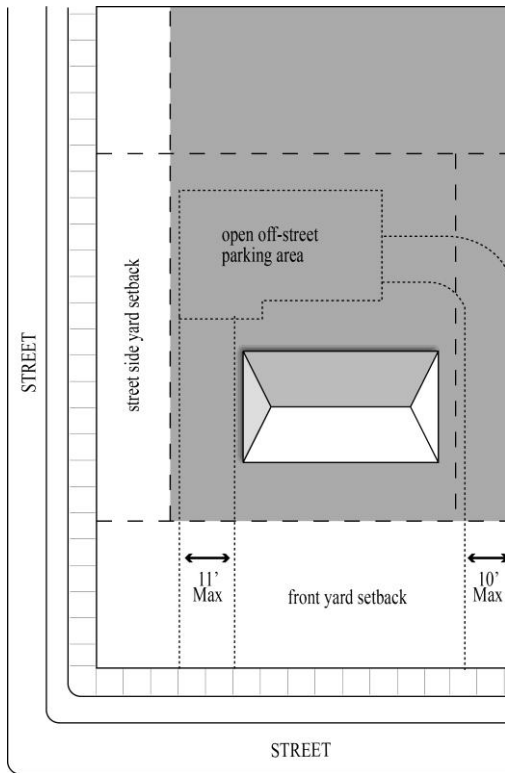 open off-street
parking area
street side yard setback
STREET
11'
Max
front yard setback
10'
Max
STREET